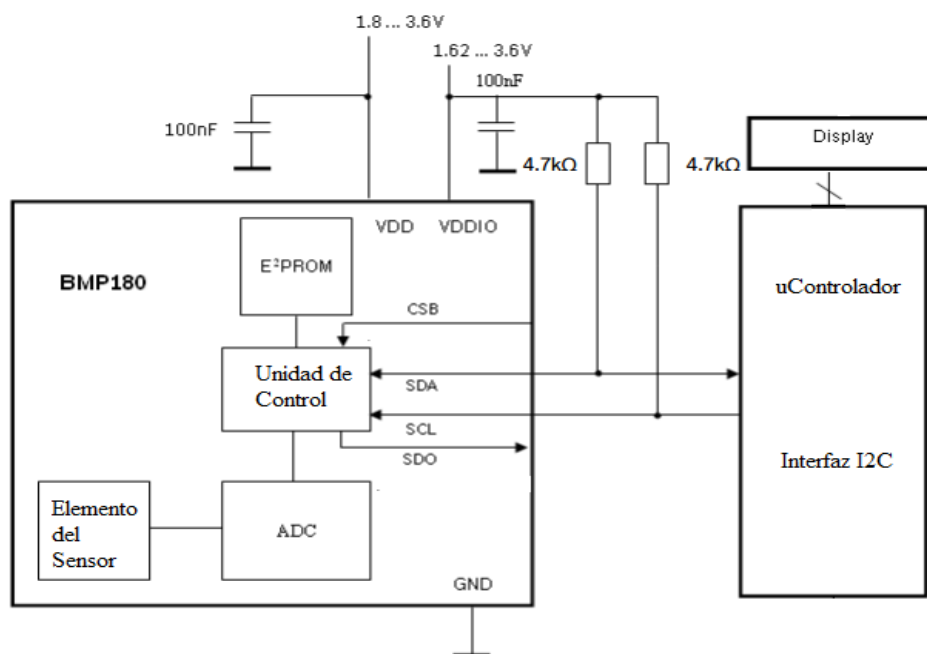 1.8 ... 3.6V
1.62 ... 3.6V
100nF
100nF
4.7kΩ
4.7kΩ
Display
VDD
VDDIO
E²PROM
BMP180
CSB
uControlador
Unidad de
Control
SDA
SCL
SDO
Interfaz I2C
Elemento
del
Sensor
ADC
GND